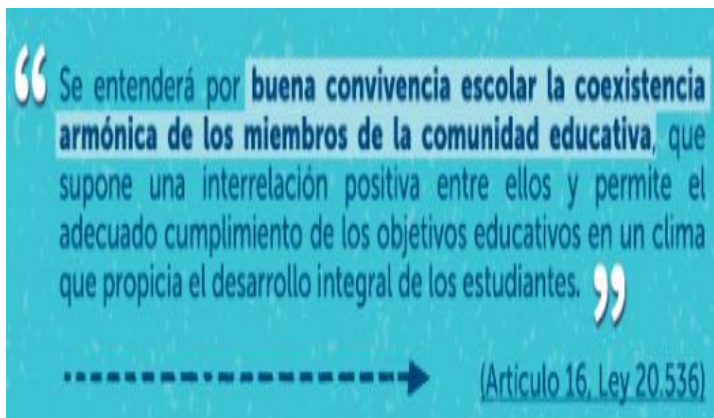 “ Se entenderá por buena convivencia escolar la coexistencia
armónica de los miembros de la comunidad educativa, que
supone una interrelación positiva entre ellos y permite el
adecuado cumplimiento de los objetivos educativos en un clima
que propicia el desarrollo integral de los estudiantes. ”
(Artículo 16, Ley 20.536)